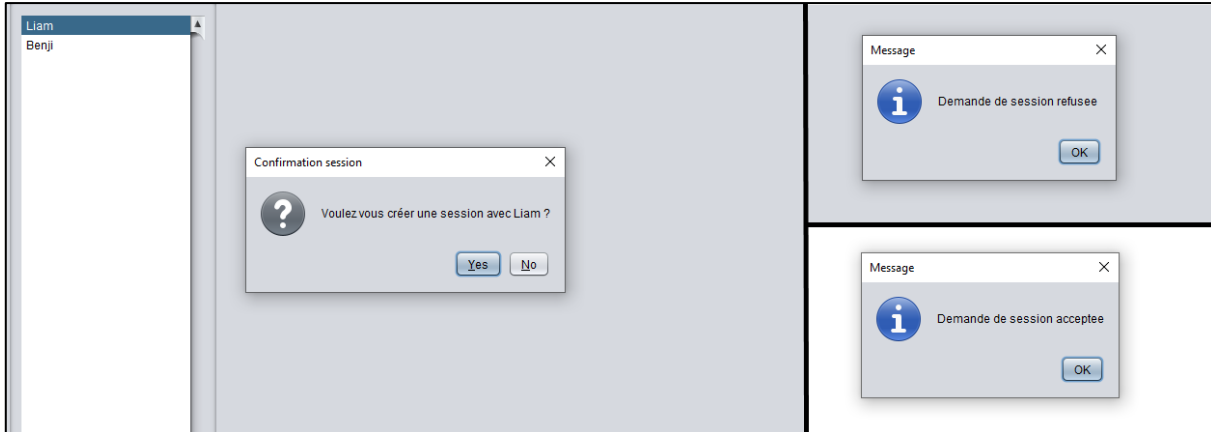 Liam
Benji
Confirmation session
Voulez vous créer une session avec Liam ?
Yes
No
Message
Demande de session refusee
OK
Message
Demande de session acceptee
OK